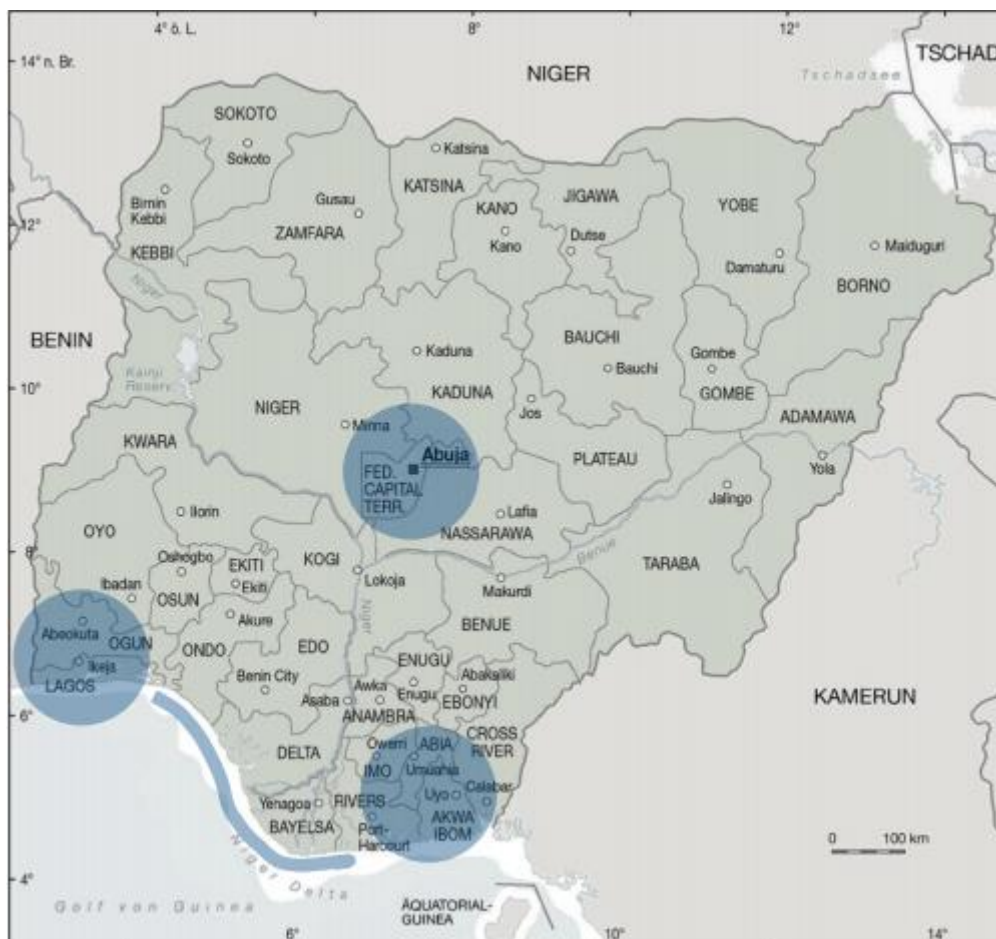 4° ö. L.
8°
12°
14° n. Br.
NIGER
Tschadsee
TSCHAD
SOKOTO
Sokoto
Katsina
KATSINA
JIGAWA
YOBE
Birnin
Kebbi
Gusau
KANO
Kano
Dutse
12°
ZAMFARA
KEBBI
Damaturu
Maiduguri
BORNO
Niger
BENIN
BAUCHI
Kaduna
Gombe
Kainji
Reserv.
KADUNA
Bauchi
10°
NIGER
GOMBE
Jos
ADAMAWA
Minna
KWARA
Abuja
PLATEAU
Yola
FED.
CAPITAL
TERR.
Jalingo
Ilorin
Lafia
OYO
NASSARAWA
8°
Oshogbo
EKITI
KOGI
Benue
TARABA
Ibadan
Ekiti
Lokoja
Makurdi
OSUN
Niger
Abeokuta
Akure
BENUE
OGUN
ONDO
EDO
ENUGU
Ikeja
Benin City
Awka
Enugu
Abakaliki
LAGOS
Asaba
EBONYI
KAMERUN
6°
ANAMBRA
CROSS
RIVER
DELTA
Owerri
ABIA
IMO
Umuahia
Yenagoa
RIVERS
Uyo
Calabar
BAYELSA
AKWA
IBOM
Port-
Harcourt
0
100 km
Niger Delta
4°
Golf von Guinea
ÄQUATORIAL-
GUINEA
6°
10°
14°